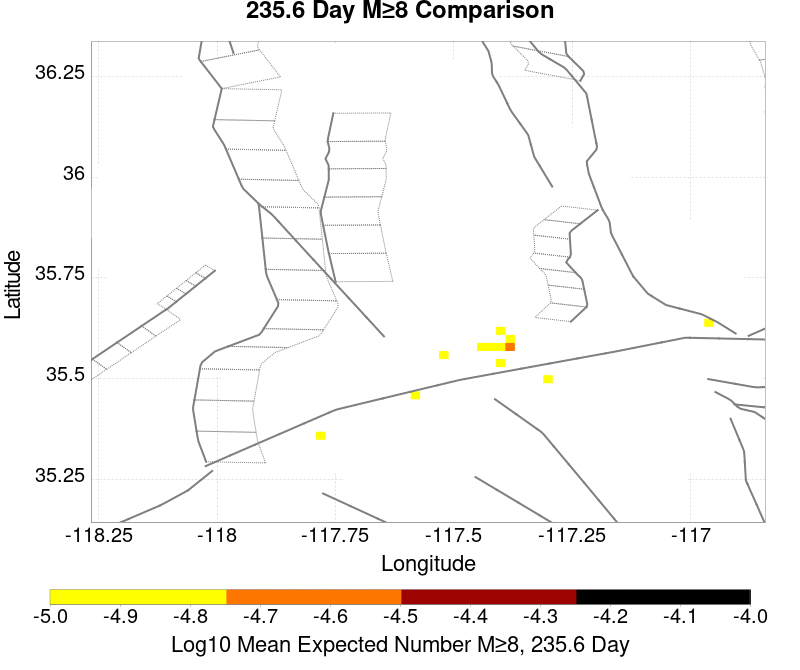 235.6 Day M≥8 Comparison
36.25
36
35.75
35.5
35.25
Latitude
-118.25 -118 -117.75 -117.5 -117.25 -117
Longitude
-5.0 -4.9 -4.8 -4.7 -4.6 -4.5 -4.4 -4.3 -4.2 -4.1 -4.0
Log10 Mean Expected Number M≥8, 235.6 Day